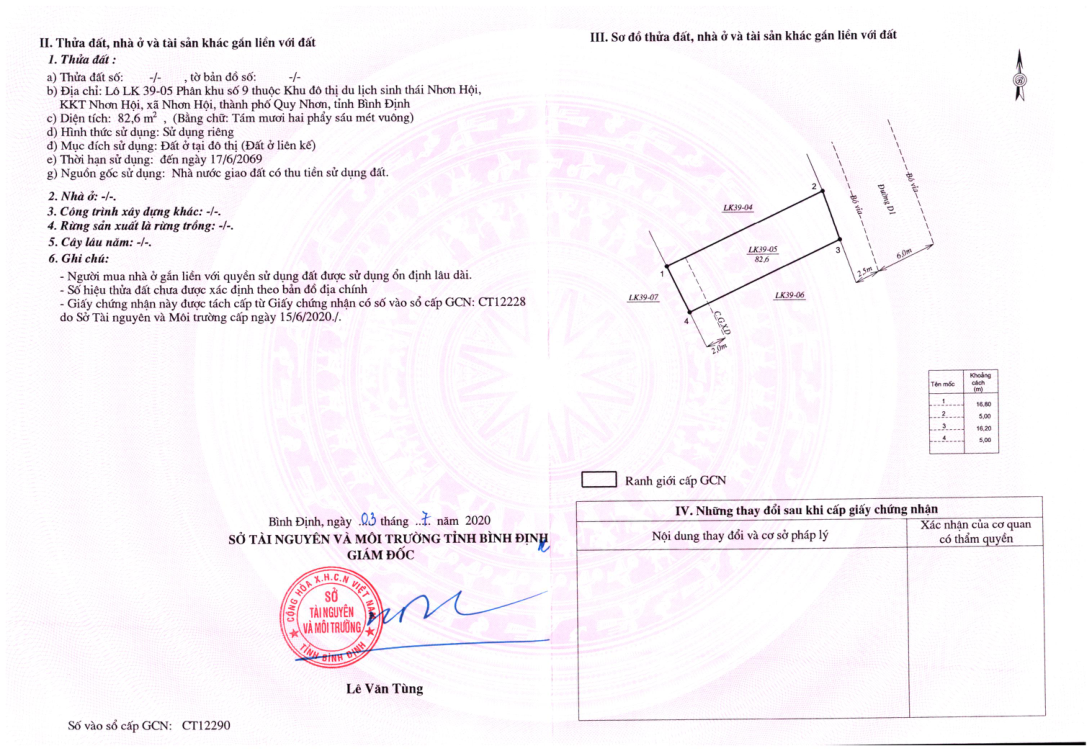 II. Thửa đất, nhà ở và tài sản khác gắn liền với đất
1. Thửa đất :
a) Thửa đất số: -/- , tờ bản đồ số: -/-
b) Địa chỉ: Lô LK 39-05 Phân khu số 9 thuộc Khu đô thị du lịch sinh thái Nhơn Hội,
KKT Nhơn Hội, xã Nhơn Hội, thành phố Quy Nhơn, tỉnh Bình Định
c) Diện tích: 82,6 m² , (Bằng chữ: Tám mươi hai phẩy sáu mét vuông)
d) Hình thức sử dụng: Sử dụng riêng
đ) Mục đích sử dụng: Đất ở tại đô thị (Đất ở liên kế)
e) Thời hạn sử dụng: đến ngày 17/6/2069
g) Nguồn gốc sử dụng: Nhà nước giao đất có thu tiền sử dụng đất.
2. Nhà ở: -/-.
3. Công trình xây dựng khác: -/-.
4. Rừng sản xuất là rừng trồng: -/-.
5. Cây lâu năm: -/-.
6. Ghi chú:
- Người mua nhà ở gắn liền với quyền sử dụng đất được sử dụng ổn định lâu dài.
- Số hiệu thửa đất chưa được xác định theo bản đồ địa chính
- Giấy chứng nhận này được tách cấp từ Giấy chứng nhận có số vào sổ cấp GCN: CT12228
do Sở Tài nguyên và Môi trường cấp ngày 15/6/2020./.
Bình Định, ngày 03 tháng 7 năm 2020
SỞ TÀI NGUYÊN VÀ MÔI TRƯỜNG TỈNH BÌNH ĐỊNH
GIÁM ĐỐC
CỘNG HÒA X.H.C.N VIỆT NAM
SỞ
TÀI NGUYÊN
VÀ MÔI TRƯỜNG
TỈNH BÌNH ĐỊNH
Lê Văn Tùng
Số vào sổ cấp GCN: CT12290
III. Sơ đồ thửa đất, nhà ở và tài sản khác gắn liền với đất
B
LK39-04
2
Bó vỉa
Đường D1
Bó vỉa
LK39-05
82,6
3
1
2,5m
6,0m
LK39-07
LK39-06
4
C.G.X.D
2,0m
Tên mốc
Khoảng
cách
(m)
1 16,80
2 5,00
3 16,20
4 5,00
Ranh giới cấp GCN
IV. Những thay đổi sau khi cấp giấy chứng nhận
Nội dung thay đổi và cơ sở pháp lý
Xác nhận của cơ quan
có thẩm quyền